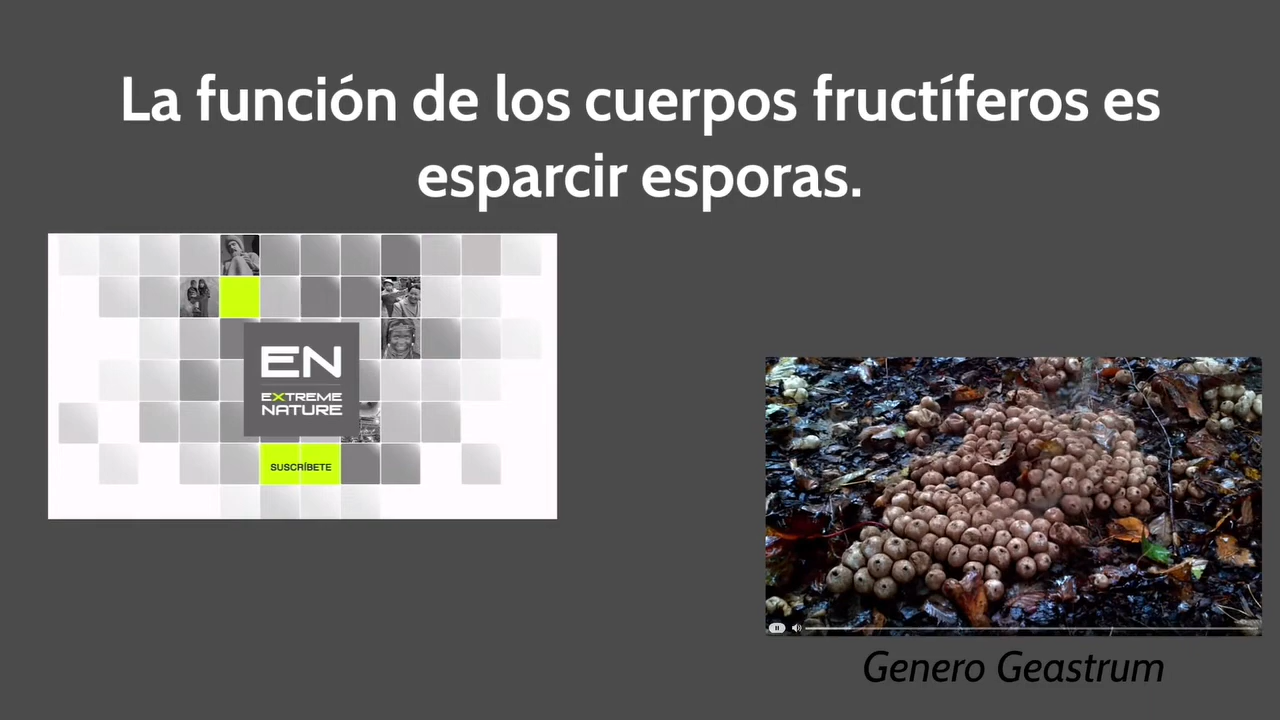 La función de los cuerpos fructíferos es
esparcir esporas.
EN
EXTREME
NATURE
SUSCRÍBETE
Genero Geastrum